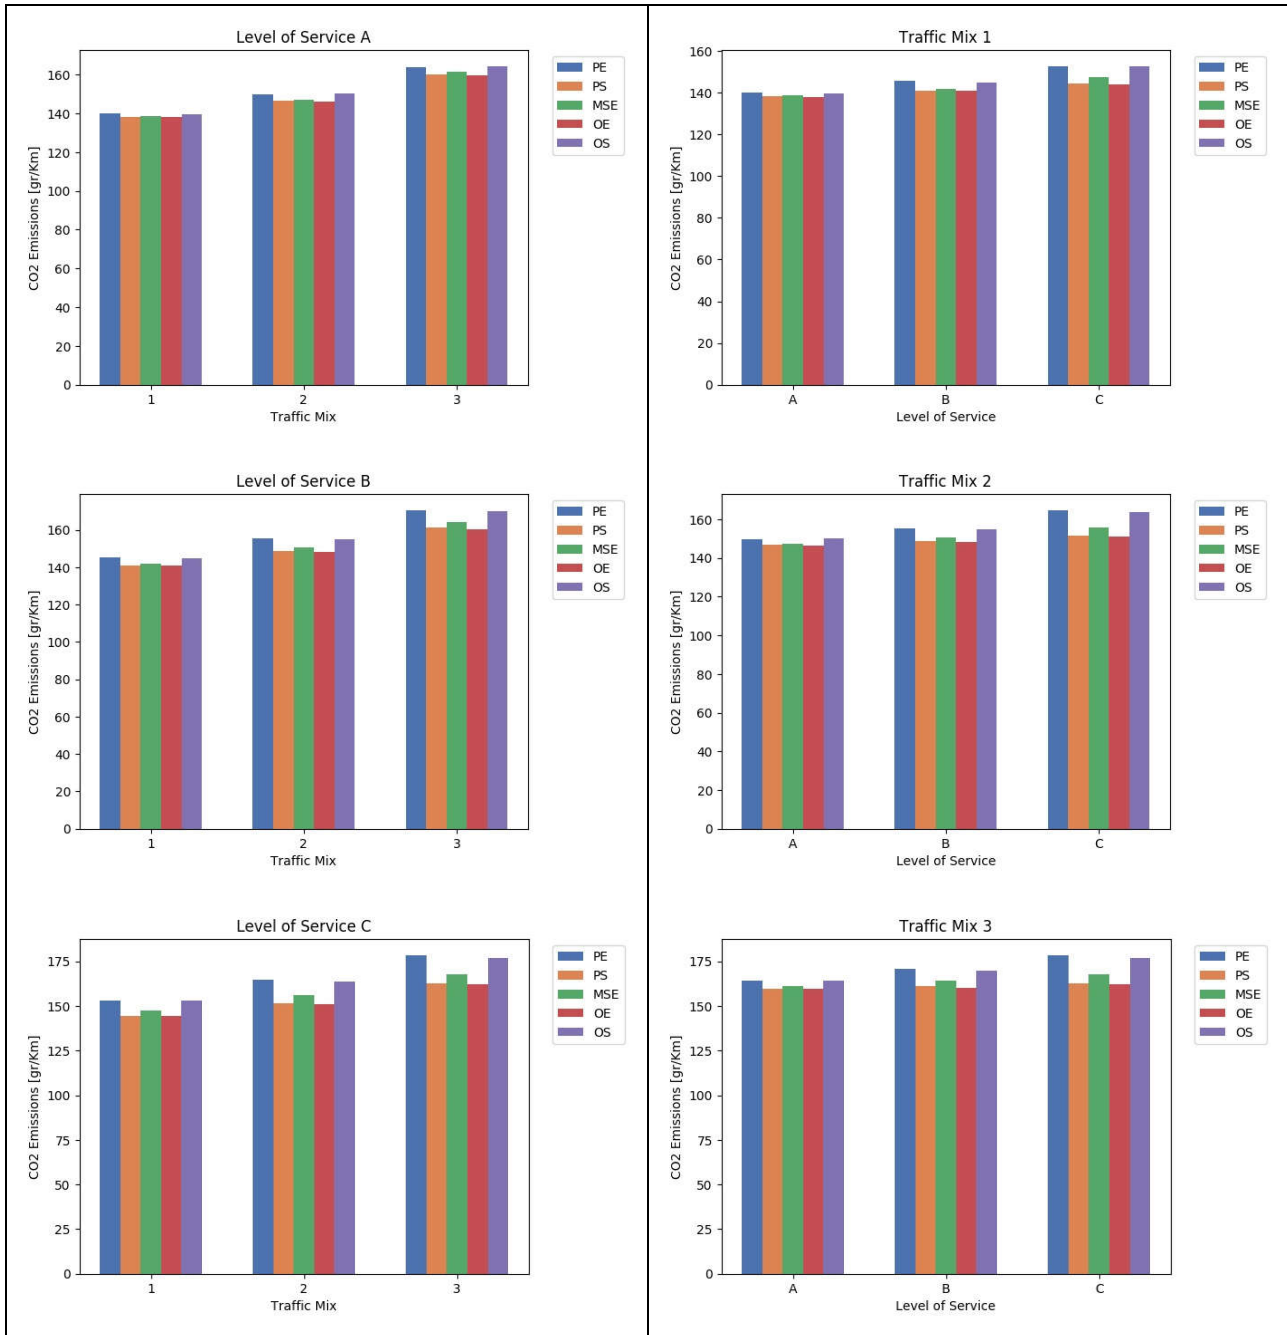 Level of Service A
CO2 Emissions [gr/Km]
160
140
120
100
80
60
40
20
0
1 2 3
Traffic Mix
PE
PS
MSE
OE
OS
Traffic Mix 1
CO2 Emissions [gr/Km]
160
140
120
100
80
60
40
20
0
A B C
Level of Service
PE
PS
MSE
OE
OS
Level of Service B
CO2 Emissions [gr/Km]
160
140
120
100
80
60
40
20
0
1 2 3
Traffic Mix
PE
PS
MSE
OE
OS
Traffic Mix 2
CO2 Emissions [gr/Km]
160
140
120
100
80
60
40
20
0
A B C
Level of Service
PE
PS
MSE
OE
OS
Level of Service C
CO2 Emissions [gr/Km]
175
150
125
100
75
50
25
0
1 2 3
Traffic Mix
PE
PS
MSE
OE
OS
Traffic Mix 3
CO2 Emissions [gr/Km]
175
150
125
100
75
50
25
0
A B C
Level of Service
PE
PS
MSE
OE
OS